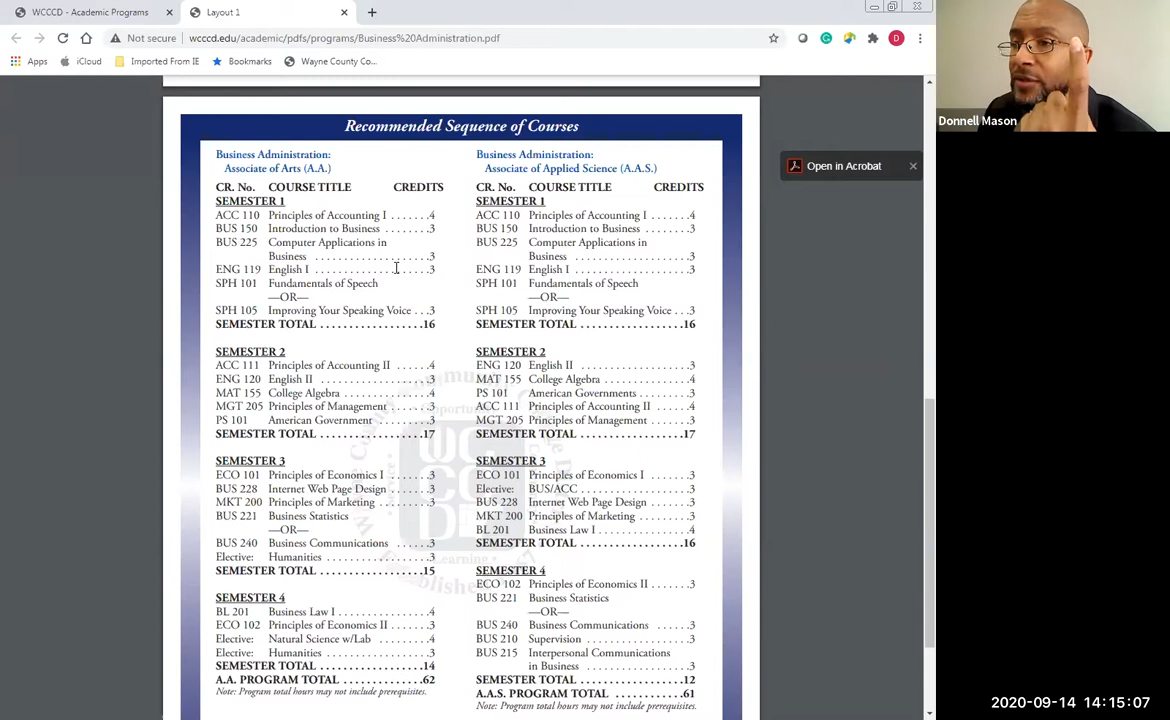 WCCCD - Academic Programs
Layout 1
Not secure
wcccd.edu/academic/pdfs/programs/Business%20Administration.pdf
D
Apps
iCloud
Imported From IE
Bookmarks
Wayne County Co...
Donnell Mason
Open in Acrobat
Recommended Sequence of Courses
Business Administration:
Associate of Arts (A.A.)
CR. No. COURSE TITLE CREDITS
SEMESTER 1
ACC 110 Principles of Accounting I . . . . . . .4
BUS 150 Introduction to Business . . . . . . . .3
BUS 225 Computer Applications in
Business . . . . . . . . . . . . . . . . . .3
ENG 119 English I . . . . . . . . . . . . . . . . . .3
SPH 101 Fundamentals of Speech
—OR—
SPH 105 Improving Your Speaking Voice . . .3
SEMESTER TOTAL . . . . . . . . . . . . . . . . .16
SEMESTER 2
ACC 111 Principles of Accounting II . . . . . . .4
ENG 120 English II . . . . . . . . . . . . . . . . .3
MAT 155 College Algebra . . . . . . . . . . . . . .4
MGT 205 Principles of Management . . . . . . .3
PS 101 American Government . . . . . . . . .3
SEMESTER TOTAL . . . . . . . . . . . . . . . . .17
SEMESTER 3
ECO 101 Principles of Economics I . . . . . . .3
BUS 228 Internet Web Page Design . . . . . . .3
MKT 200 Principles of Marketing . . . . . . . .3
BUS 221 Business Statistics
—OR—
BUS 240 Business Communications . . . . . .3
Elective: Humanities . . . . . . . . . . . . . . . .3
SEMESTER TOTAL . . . . . . . . . . . . . . . . .15
SEMESTER 4
BL 201 Business Law I . . . . . . . . . . . . . . .4
ECO 102 Principles of Economics II . . . . . . .3
Elective: Natural Science w/Lab . . . . . . . .4
Elective: Humanities . . . . . . . . . . . . . . . .3
SEMESTER TOTAL . . . . . . . . . . . . . . . . .14
A.A. PROGRAM TOTAL . . . . . . . . . . . . .62
Note: Program total hours may not include prerequisites.
Business Administration:
Associate of Applied Science (A.A.S.)
CR. No. COURSE TITLE CREDITS
SEMESTER 1
ACC 110 Principles of Accounting I . . . . . . .4
BUS 150 Introduction to Business . . . . . . . .3
BUS 225 Computer Applications in
Business . . . . . . . . . . . . . . . . . .3
ENG 119 English I . . . . . . . . . . . . . . . . . .3
SPH 101 Fundamentals of Speech
—OR—
SPH 105 Improving Your Speaking Voice . . .3
SEMESTER TOTAL . . . . . . . . . . . . . . . . .16
SEMESTER 2
ENG 120 English II . . . . . . . . . . . . . . . . .3
MAT 155 College Algebra . . . . . . . . . . . . . .4
PS 101 American Governments . . . . . . . . .3
ACC 111 Principles of Accounting II . . . . . . .4
MGT 205 Principles of Management . . . . . . .3
SEMESTER TOTAL . . . . . . . . . . . . . . . . .17
SEMESTER 3
ECO 101 Principles of Economics I . . . . . . .3
Elective: BUS/ACC . . . . . . . . . . . . . . . . .3
BUS 228 Internet Web Page Design . . . . . . .3
MKT 200 Principles of Marketing . . . . . . . .3
BL 201 Business Law I . . . . . . . . . . . . . . .4
SEMESTER TOTAL . . . . . . . . . . . . . . . . .16
SEMESTER 4
ECO 102 Principles of Economics II . . . . . . .3
BUS 221 Business Statistics
—OR—
BUS 240 Business Communications . . . . . .3
BUS 210 Supervision . . . . . . . . . . . . . . . .3
BUS 215 Interpersonal Communications
in Business . . . . . . . . . . . . . . . .3
SEMESTER TOTAL . . . . . . . . . . . . . . . . .12
A.A.S. PROGRAM TOTAL . . . . . . . . . . . .61
Note: Program total hours may not include prerequisites.
2020-09-14 14:15:07